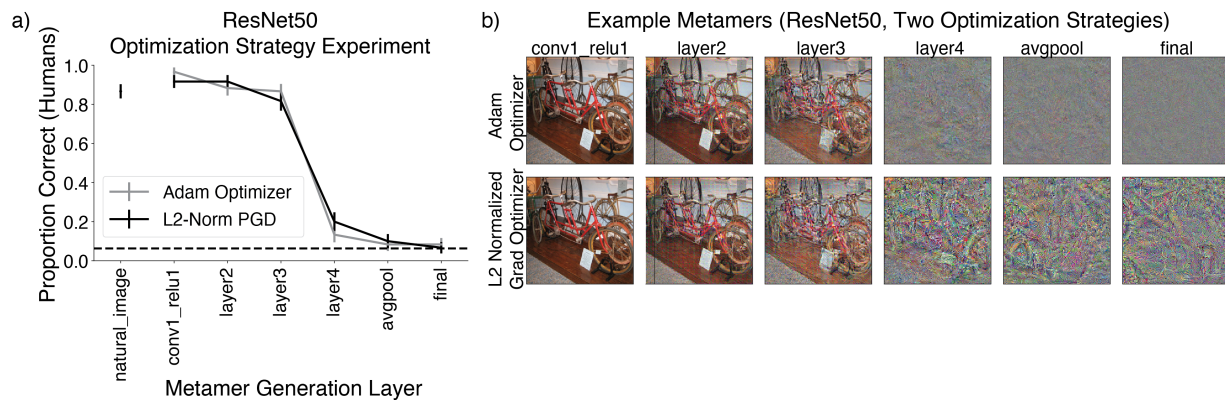 a)
ResNet50
Optimization Strategy Experiment
Proportion Correct (Humans)
1.0
0.8
0.6
0.4
0.2
0.0
Adam Optimizer
L2-Norm PGD
natural_image
conv1_relu1
layer2
layer3
layer4
avgpool
final
Metamer Generation Layer
b)
Example Metamers (ResNet50, Two Optimization Strategies)
conv1_relu1
layer2
layer3
layer4
avgpool
final
Adam
Optimizer
L2 Normalized
Grad Optimizer